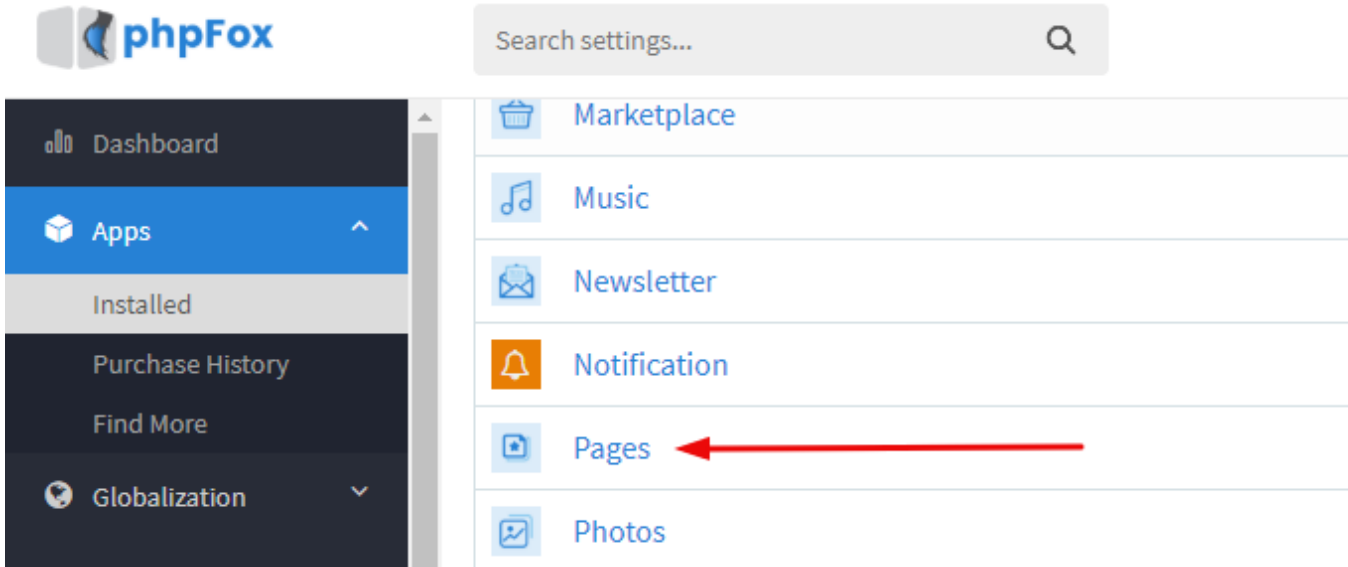 phpFox
Search settings...
Dashboard
Apps
Installed
Purchase History
Find More
Globalization
Marketplace
Music
Newsletter
Notification
Pages
Photos